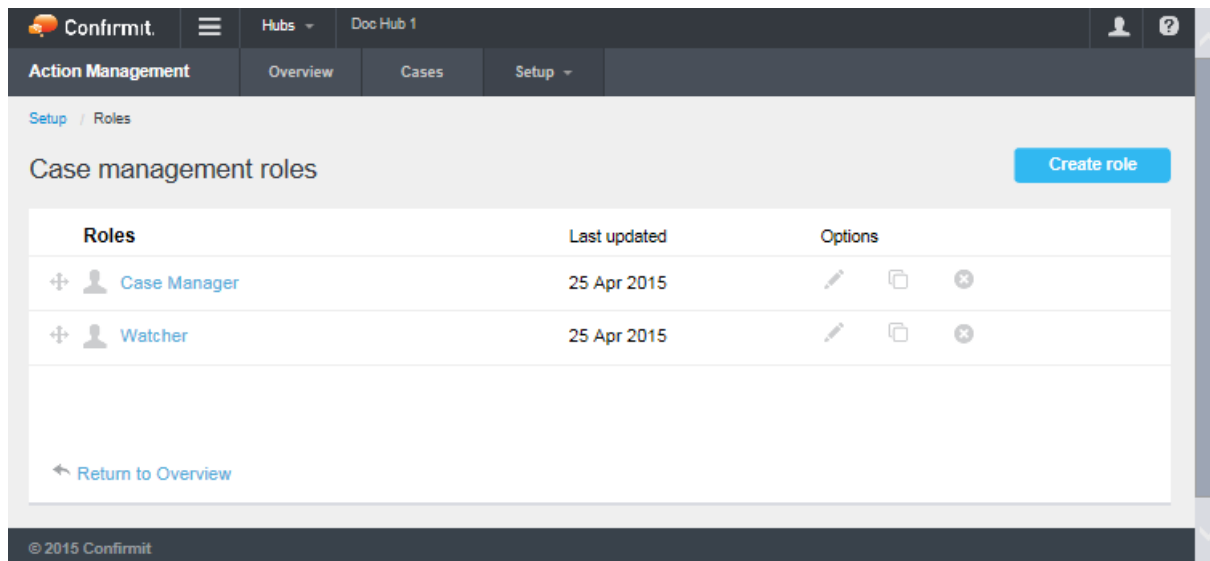 Confirmit. Hubs Doc Hub 1
Action Management Overview Cases Setup
Setup / Roles
Case management roles Create role
Roles Last updated Options
Case Manager 25 Apr 2015
Watcher 25 Apr 2015
Return to Overview
© 2015 Confirmit